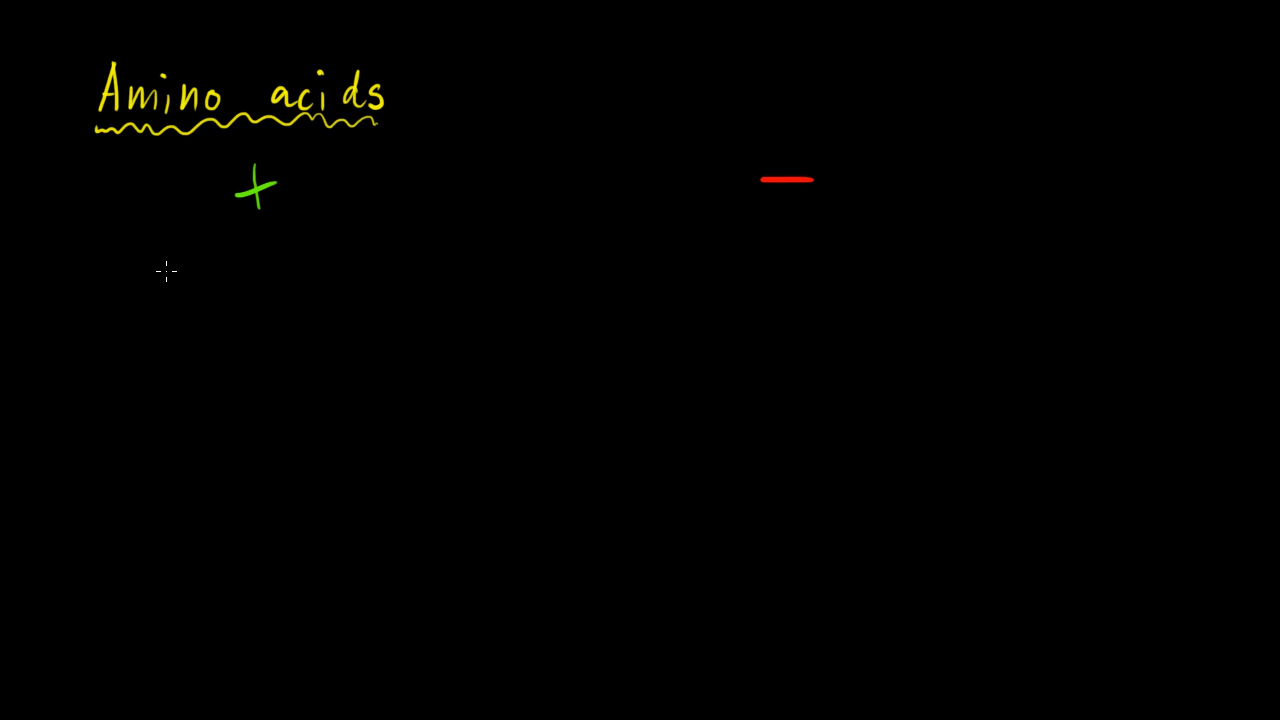 Amino acids
+ —